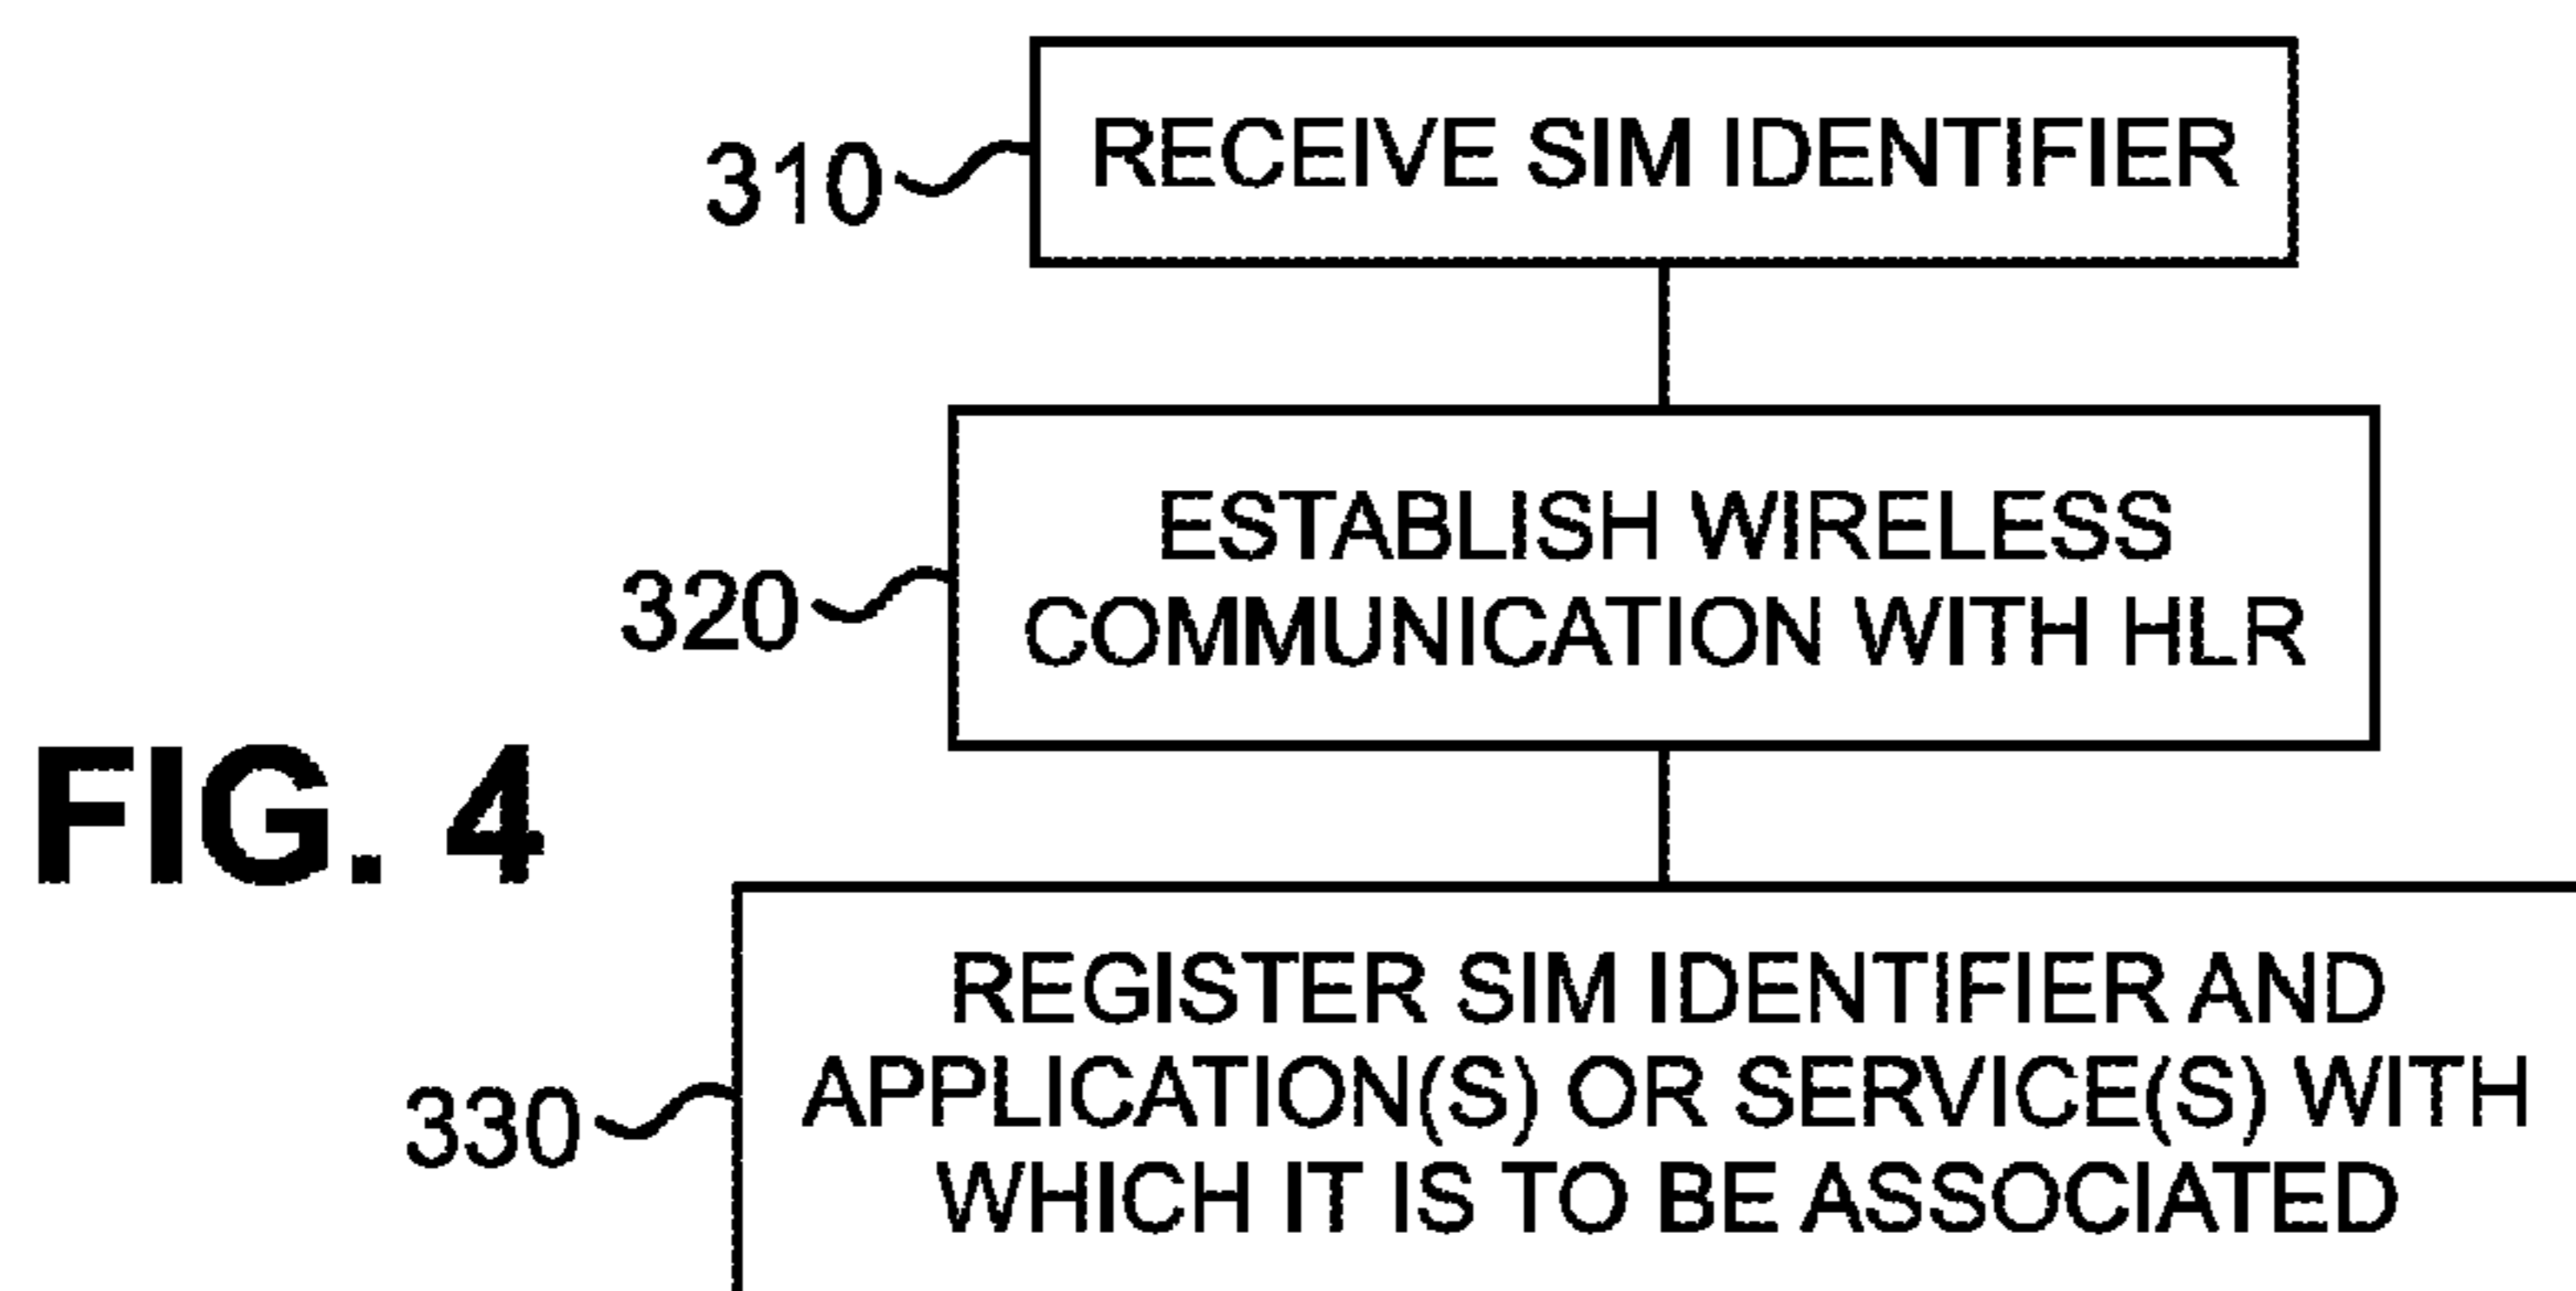 310
RECEIVE SIM IDENTIFIER
320
ESTABLISH WIRELESS
COMMUNICATION WITH HLR
FIG. 4
330
REGISTER SIM IDENTIFIER AND
APPLICATION(S) OR SERVICE(S) WITH
WHICH IT IS TO BE ASSOCIATED